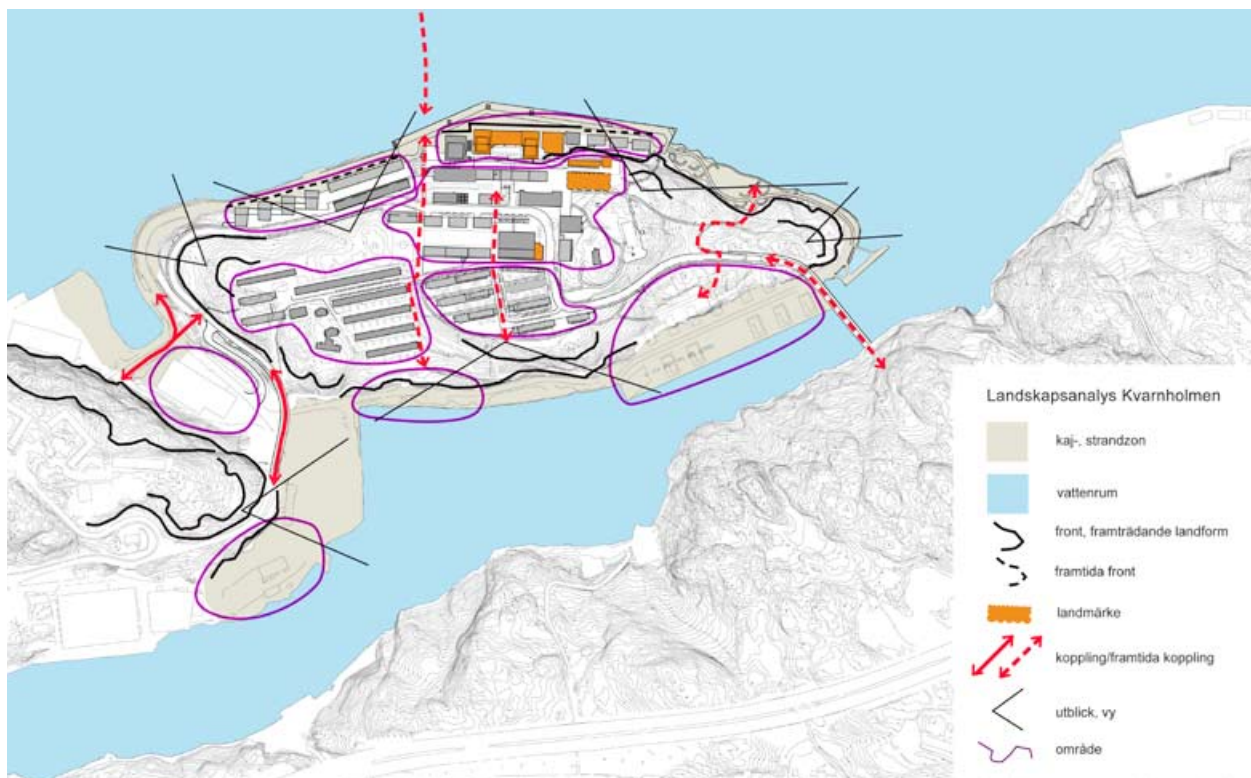 Landskapsanalys Kvarnholmen
kaj-, strandzon
vattenrum
front, framträdande landform
framtida front
landmärke
koppling/framtida koppling
utblick, vy
område